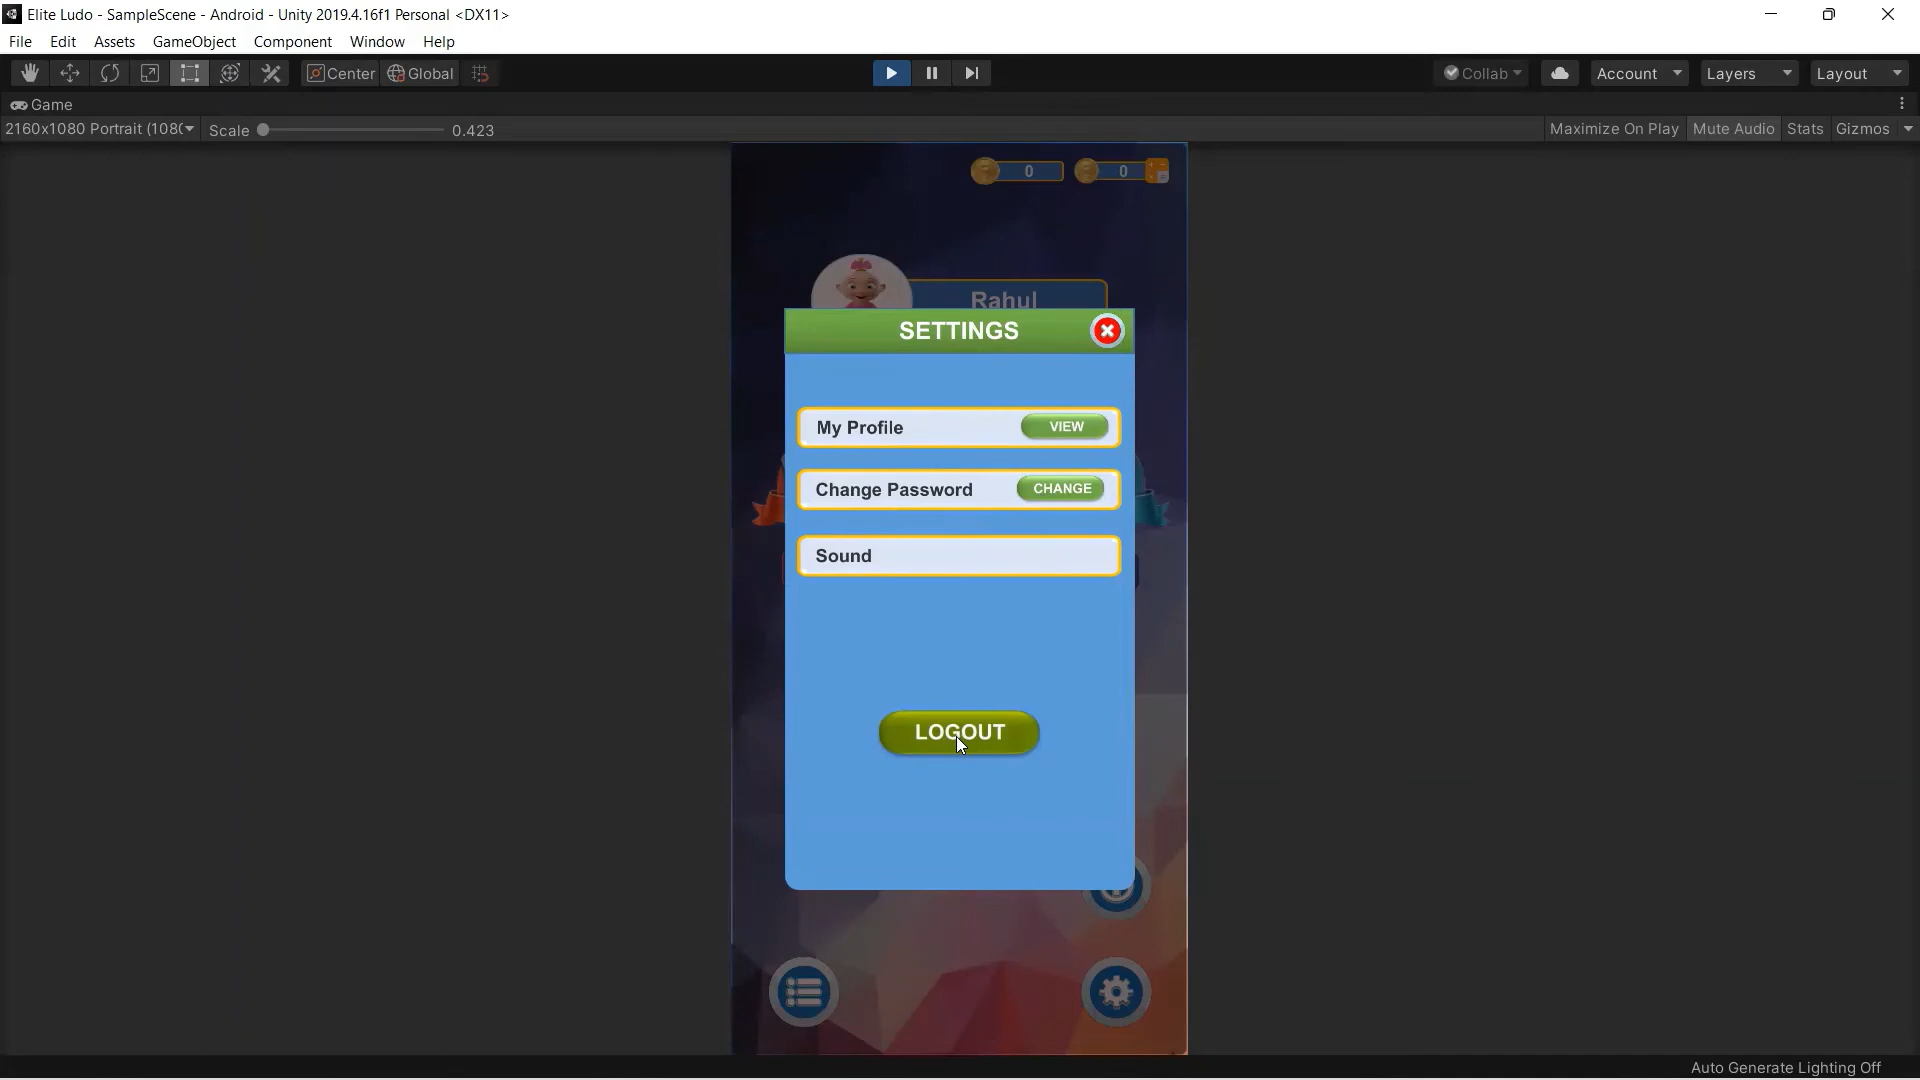 Elite Ludo - SampleScene - Android - Unity 2019.4.16f1 Personal <DX11>
File Edit Assets GameObject Component Window Help
Center Global Collab Account Layers Layout
Game
2160x1080 Portrait (108( Scale 0.423 Maximize On Play Mute Audio Stats Gizmos
0 0
Rahul
SETTINGS
My Profile VIEW
Change Password CHANGE
Sound
LOGOUT
Auto Generate Lighting Off